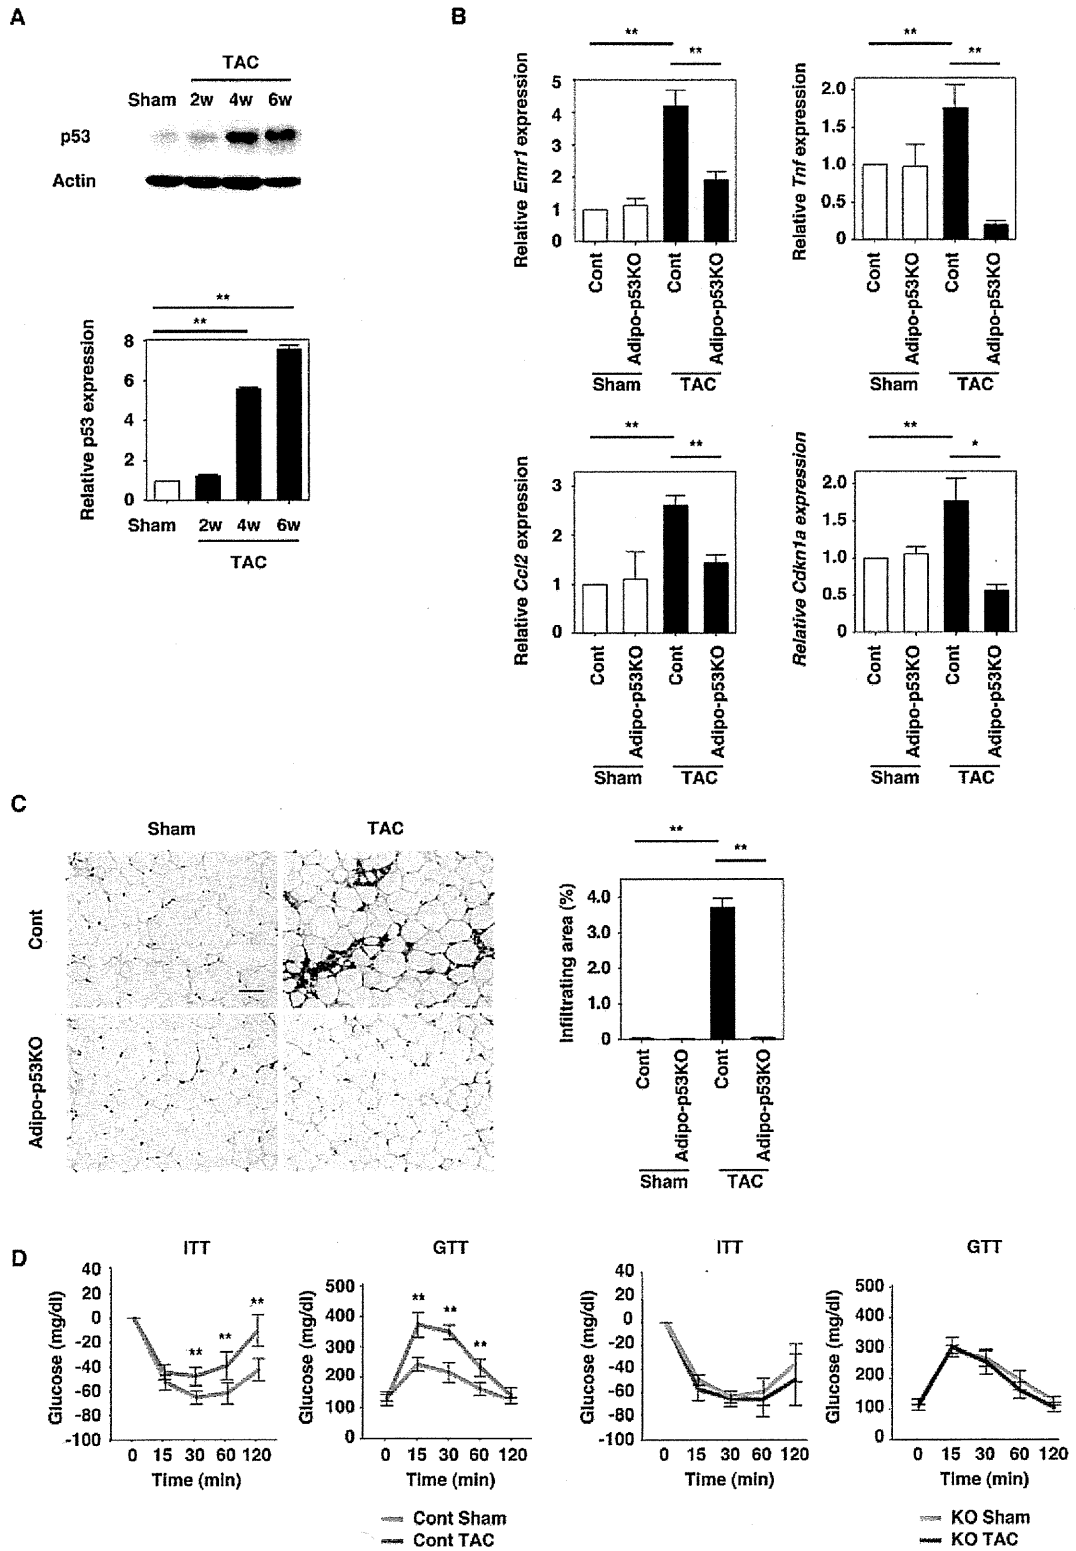 A
TAC
Sham 2w 4w 6w
p53
Actin
** 
**
Relative p53 expression
8
6
4
2
0
Sham 2w 4w 6w
TAC
B
**
**
Relative Emr1 expression
5
4
3
2
1
0
Cont Adipo-p53KO Cont Adipo-p53KO
Sham TAC
**
**
Relative Tnf expression
2.0
1.5
1.0
0.5
0
Cont Adipo-p53KO Cont Adipo-p53KO
Sham TAC
**
**
Relative Ccl2 expression
3
2
1
0
Cont Adipo-p53KO Cont Adipo-p53KO
Sham TAC
**
*
Relative Cdkn1a expression
2.0
1.5
1.0
0.5
0
Cont Adipo-p53KO Cont Adipo-p53KO
Sham TAC
C
Sham TAC
Cont
Adipo-p53KO
**
**
Infiltrating area (%)
4.0
3.0
2.0
1.0
0
Cont Adipo-p53KO Cont Adipo-p53KO
Sham TAC
D
ITT
Glucose (mg/dl)
40
20
0
-20
-40
-60
-80
-100
** ** **
0 15 30 60 120
Time (min)
GTT
Glucose (mg/dl)
500
400
300
200
100
0
** ** **
0 15 30 60 120
Time (min)
Cont Sham
Cont TAC
ITT
Glucose (mg/dl)
40
20
0
-20
-40
-60
-80
-100
0 15 30 60 120
Time (min)
GTT
Glucose (mg/dl)
500
400
300
200
100
0
0 15 30 60 120
Time (min)
KO Sham
KO TAC